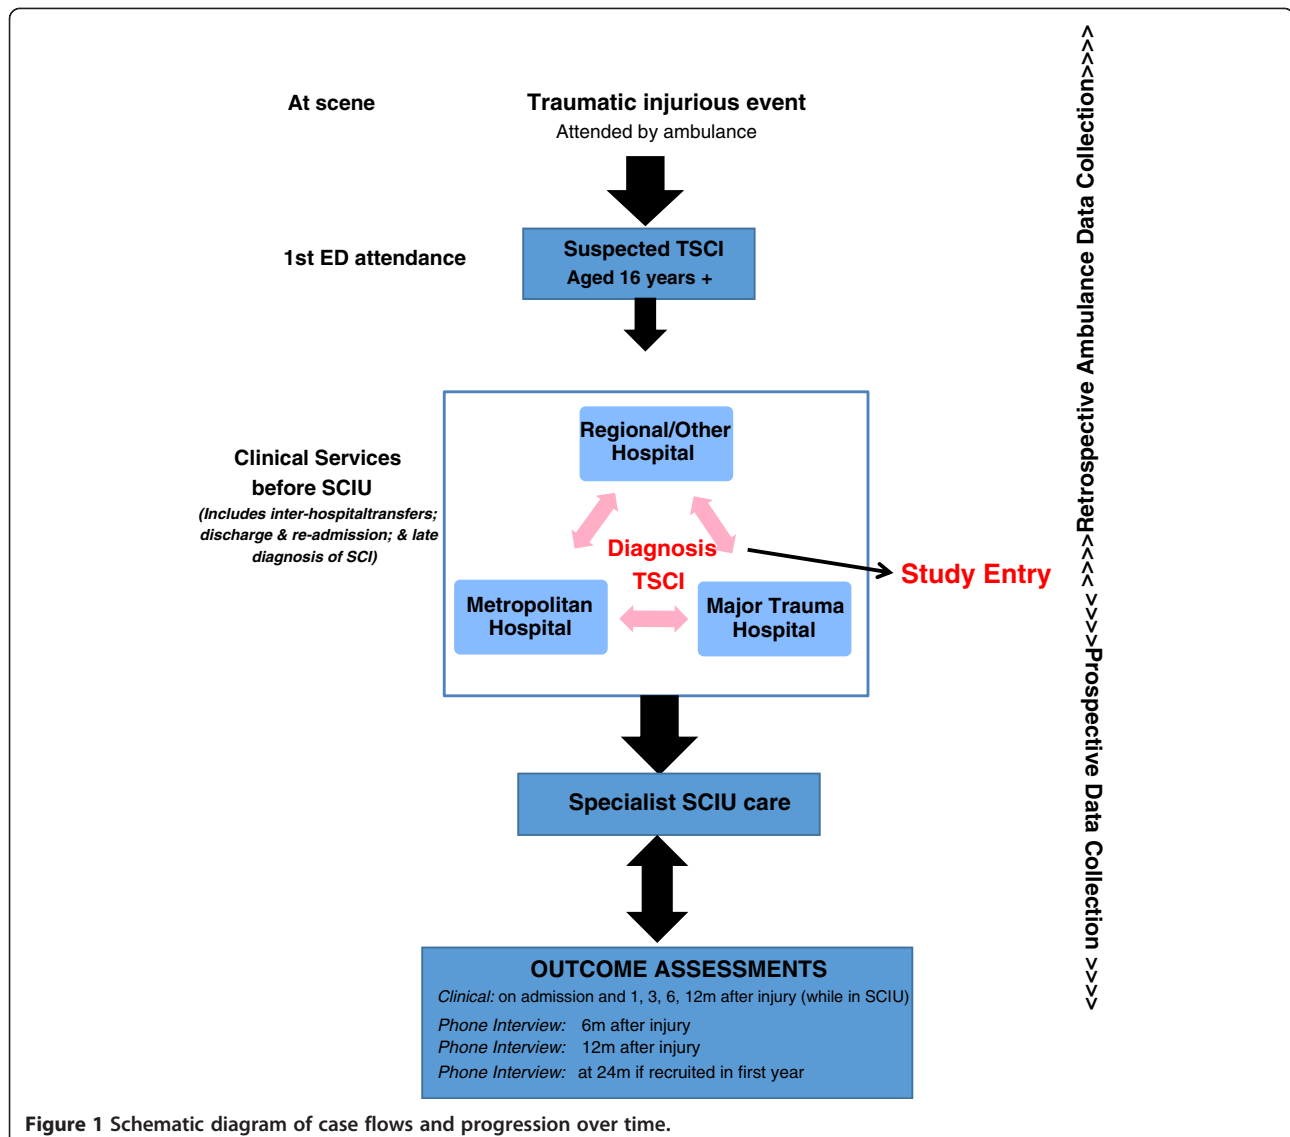 At scene
Traumatic injurious event
Attended by ambulance
1st ED attendance
Suspected TSCI
Aged 16 years +
Clinical Services
before SCIU
(Includes inter-hospitaltransfers;
discharge & re-admission; & late
diagnosis of SCI)
Regional/Other
Hospital
Diagnosis
TSCI
Study Entry
Metropolitan
Hospital
Major Trauma
Hospital
Specialist SCIU care
OUTCOME ASSESSMENTS
Clinical: on admission and 1, 3, 6, 12m after injury (while in SCIU)
Phone Interview: 6m after injury
Phone Interview: 12m after injury
Phone Interview: at 24m if recruited in first year
<<<< Prospective Data Collection >>>>> >>>>Retrospective Ambulance Data Collection>>>>
Figure 1 Schematic diagram of case flows and progression over time.